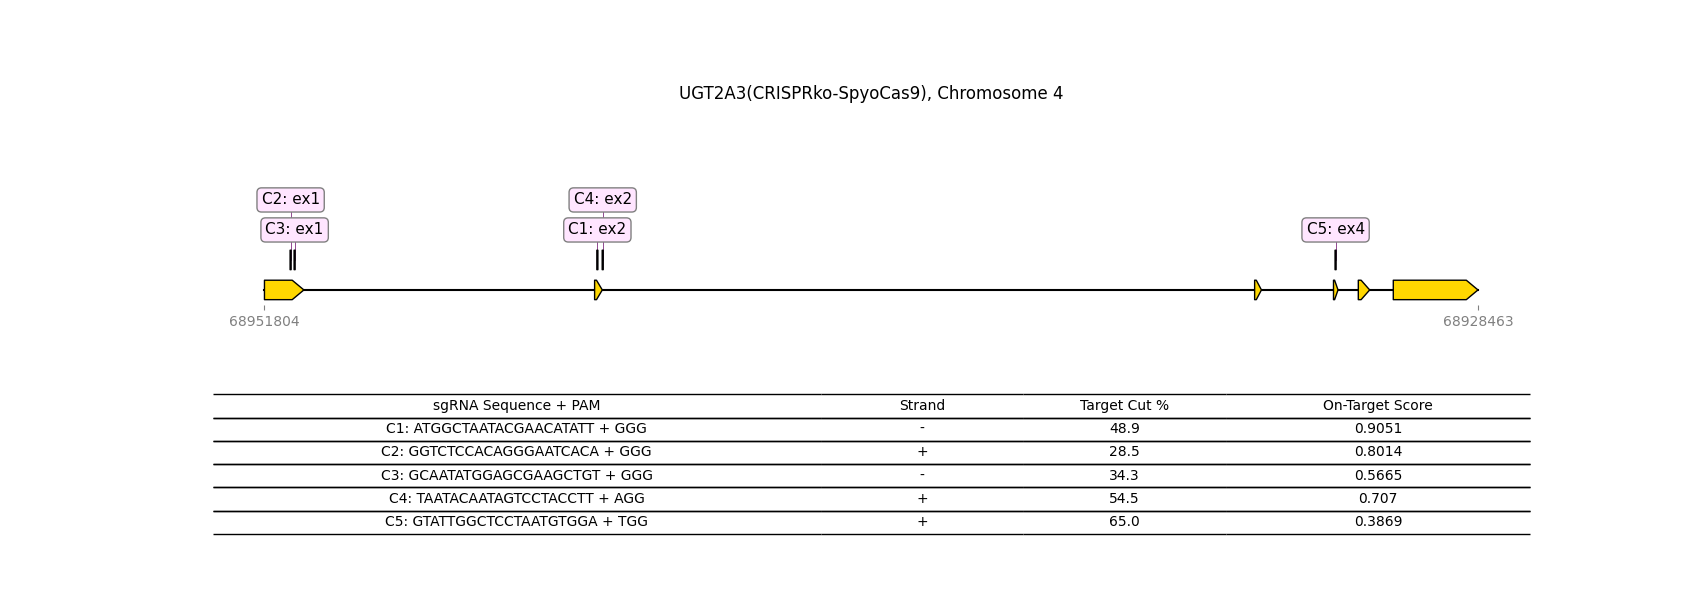 UGT2A3(CRISPRko-SpyoCas9), Chromosome 4
C2: ex1 C4: ex2
C3: ex1 C1: ex2 C5: ex4
68951804 68928463
sgRNA Sequence + PAM Strand Target Cut % On-Target Score
C1: ATGGCTAATACGAACATATT + GGG - 48.9 0.9051
C2: GGTCTCCACAGGGAATCACA + GGG + 28.5 0.8014
C3: GCAATATGGAGCGAAGCTGT + GGG - 34.3 0.5665
C4: TAATACAATAGTCCTACCTT + AGG + 54.5 0.707
C5: GTATTGGCTCCTAATGTGGA + TGG + 65.0 0.3869